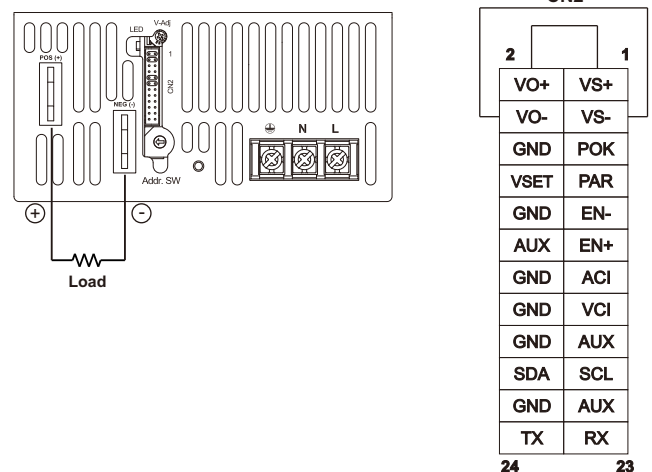 CN2
LED
V-Adj
1
CN2
POS (+)
NEG (-)
Addr. SW
N L
+ -
Load
2 1
VO+ VS+
VO- VS-
GND POK
VSET PAR
GND EN-
AUX EN+
GND ACI
GND VCI
GND AUX
SDA SCL
GND AUX
TX RX
24 23